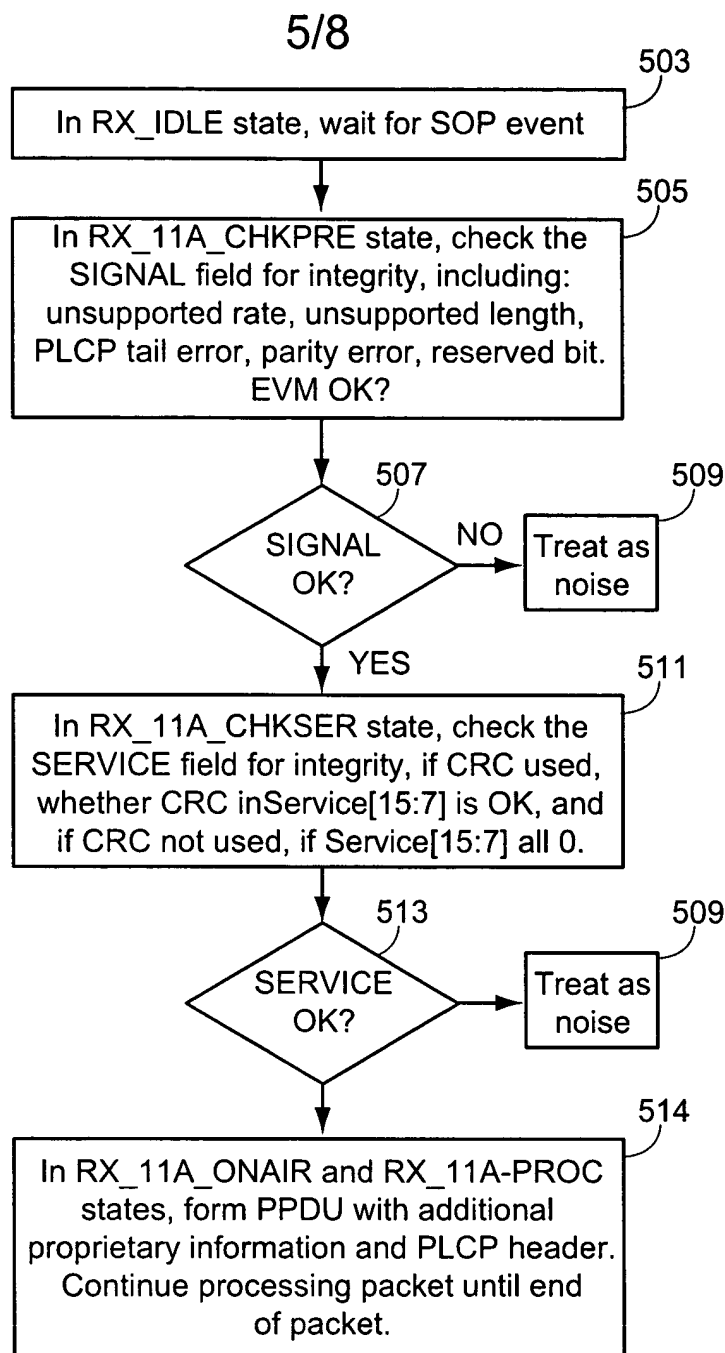 5/8
503
In RX_IDLE state, wait for SOP event
505
In RX_11A_CHKPRE state, check the
SIGNAL field for integrity, including:
unsupported rate, unsupported length,
PLCP tail error, parity error, reserved bit.
EVM OK?
507
509
SIGNAL
OK?
NO
Treat as
noise
YES
511
In RX_11A_CHKSER state, check the
SERVICE field for integrity, if CRC used,
whether CRC inService[15:7] is OK, and
if CRC not used, if Service[15:7] all 0.
513
509
SERVICE
OK?
Treat as
noise
514
In RX_11A_ONAIR and RX_11A-PROC
states, form PPDU with additional
proprietary information and PLCP header.
Continue processing packet until end
of packet.